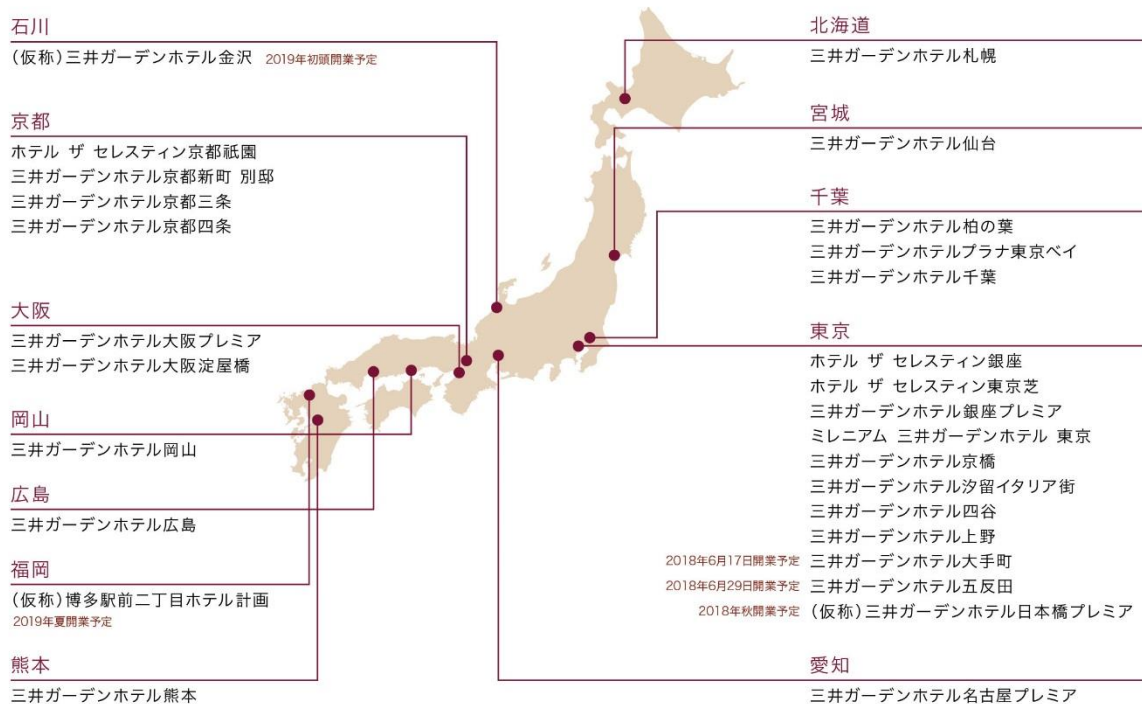 石川
(仮称)三井ガーデンホテル金沢 2019年初頭開業予定
京都
ホテル ザ セレスティン京都祇園
三井ガーデンホテル京都新町 別邸
三井ガーデンホテル京都三条
三井ガーデンホテル京都四条
大阪
三井ガーデンホテル大阪プレミア
三井ガーデンホテル大阪淀屋橋
岡山
三井ガーデンホテル岡山
広島
三井ガーデンホテル広島
福岡
(仮称)博多駅前二丁目ホテル計画
2019年夏開業予定
熊本
三井ガーデンホテル熊本
北海道
三井ガーデンホテル札幌
宮城
三井ガーデンホテル仙台
千葉
三井ガーデンホテル柏の葉
三井ガーデンホテルプラナ東京ベイ
三井ガーデンホテル千葉
東京
ホテル ザ セレスティン銀座
ホテル ザ セレスティン東京芝
三井ガーデンホテル銀座プレミア
ミレニアム 三井ガーデンホテル 東京
三井ガーデンホテル京橋
三井ガーデンホテル汐留イタリア街
三井ガーデンホテル四谷
三井ガーデンホテル上野
2018年6月17日開業予定 三井ガーデンホテル大手町
2018年6月29日開業予定 三井ガーデンホテル五反田
2018年秋開業予定 (仮称)三井ガーデンホテル日本橋プレミア
愛知
三井ガーデンホテル名古屋プレミア